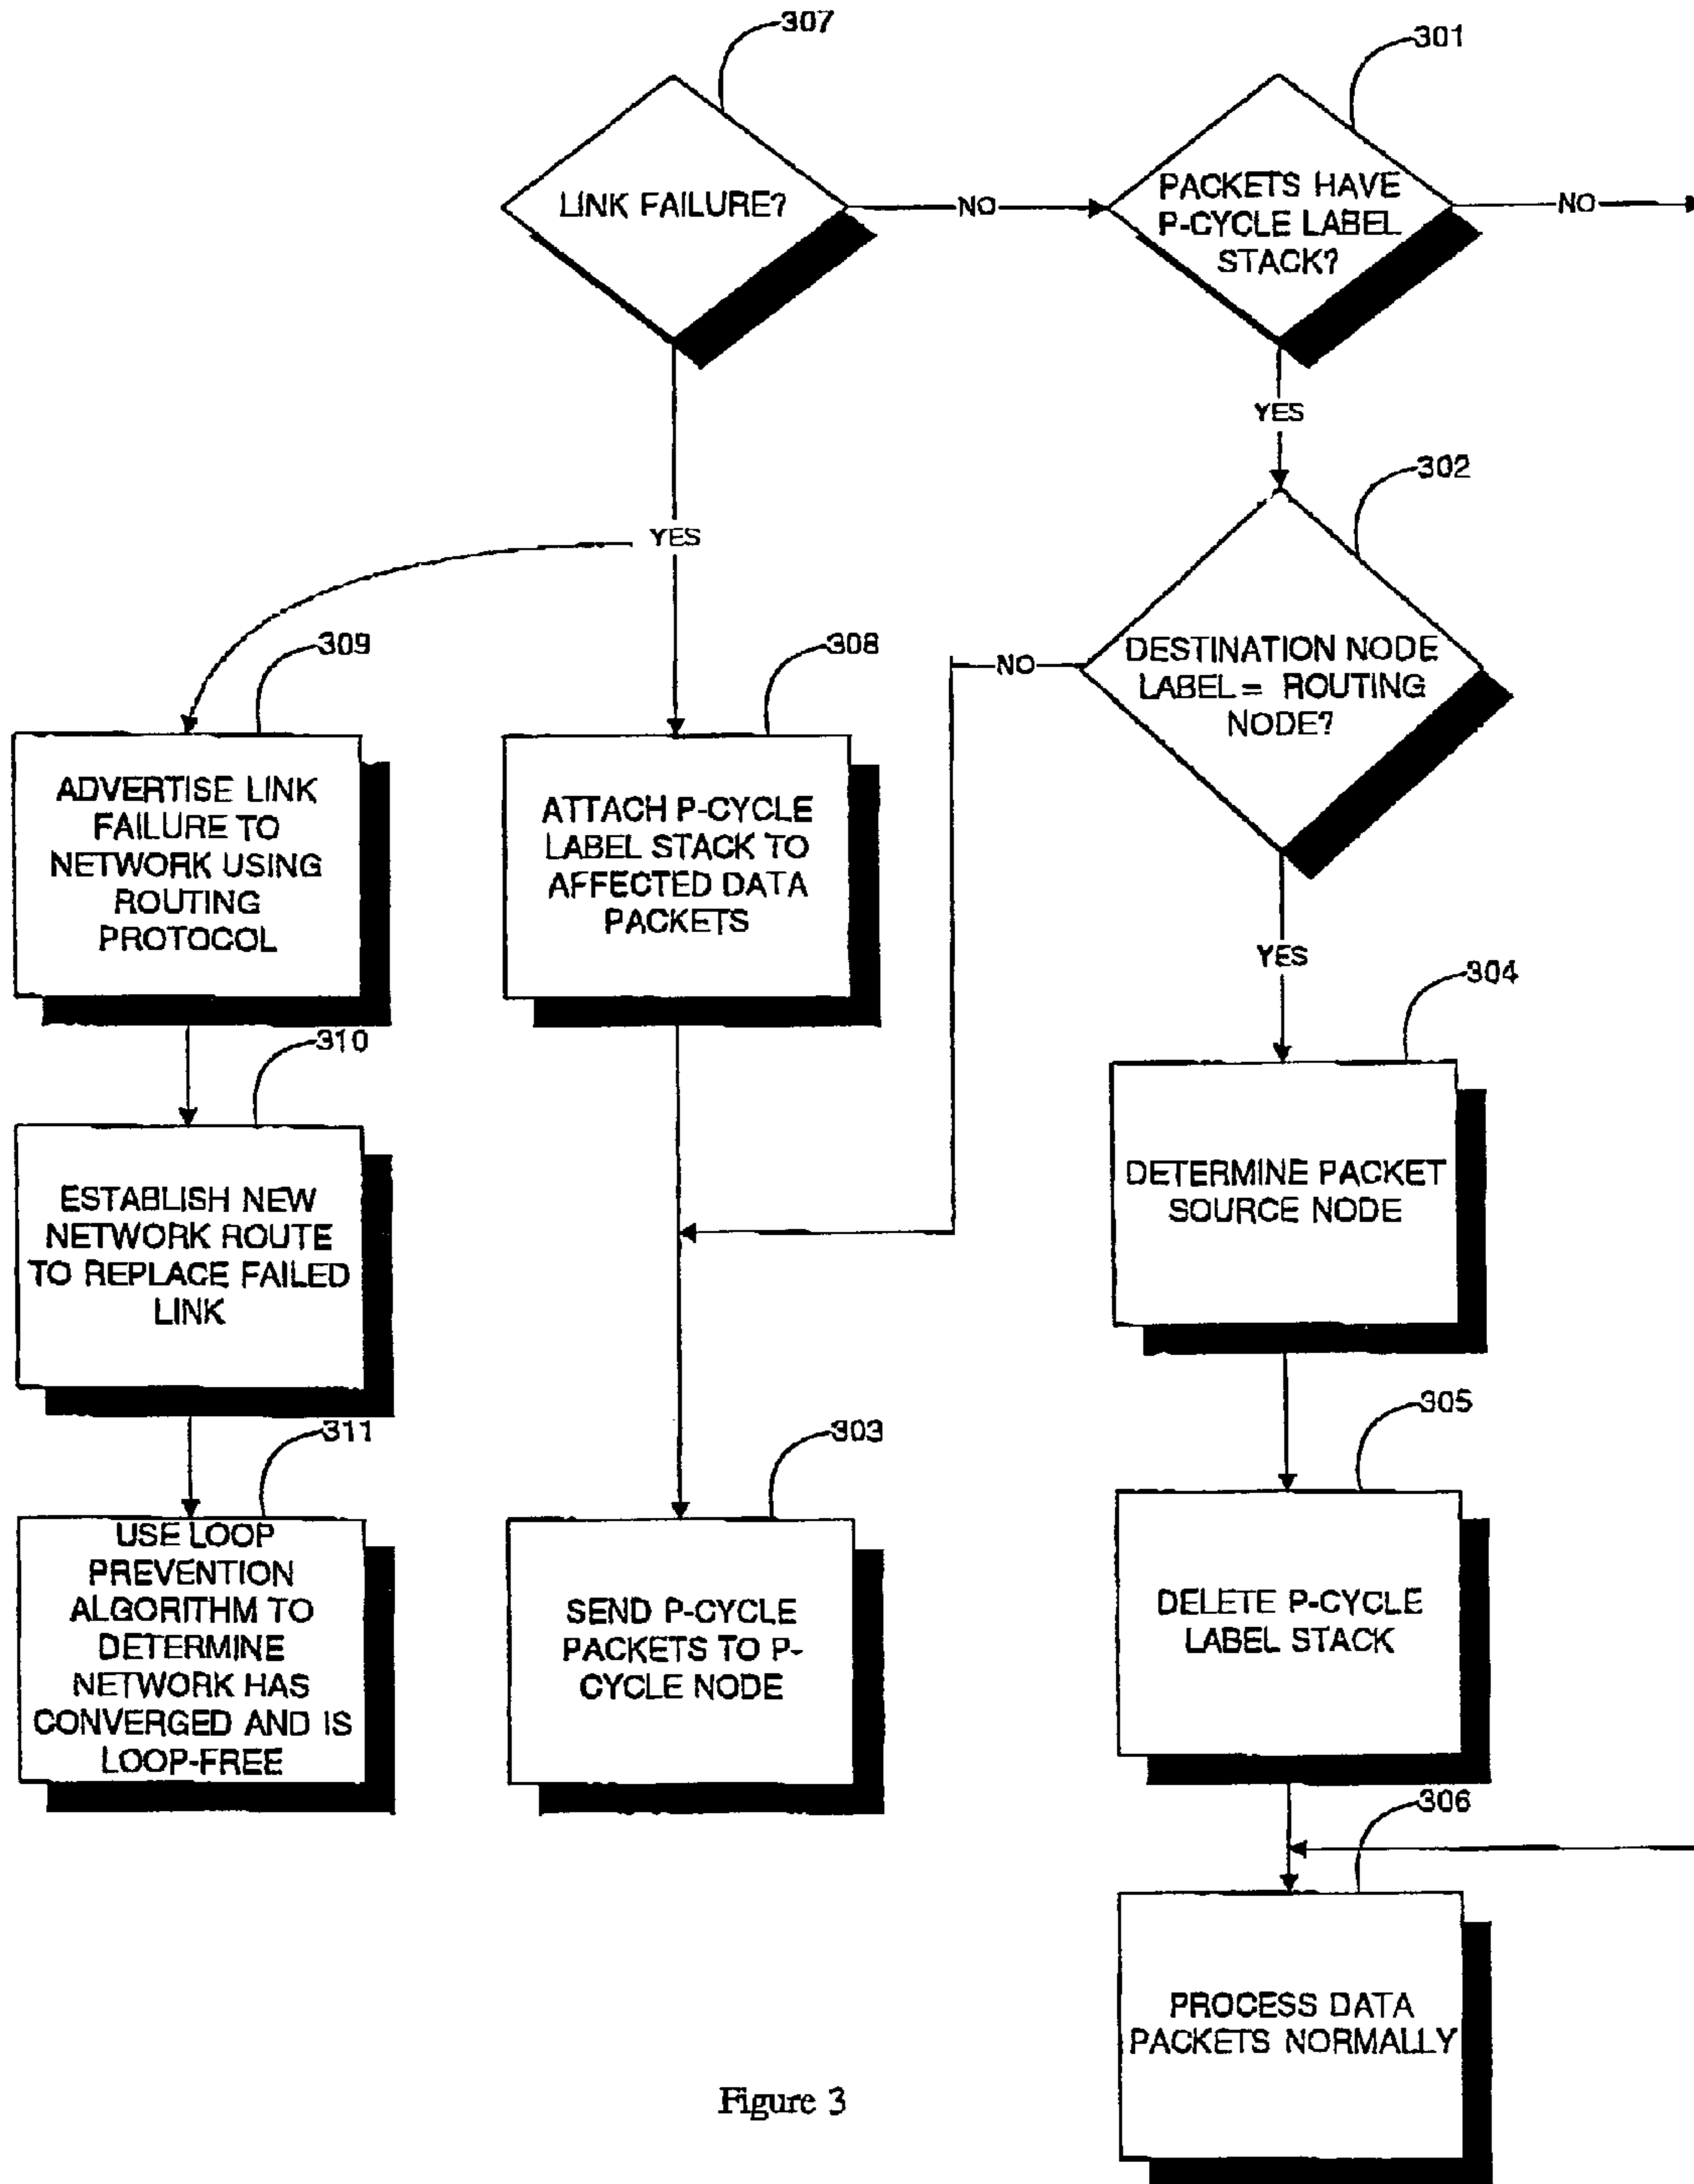 307
301
LINK FAILURE?
NO
PACKETS HAVE
P-CYCLE LABEL
STACK?
NO
YES
302
YES
309
308
NO
DESTINATION NODE
LABEL = ROUTING
NODE?
ADVERTISE LINK
FAILURE TO
NETWORK USING
ROUTING
PROTOCOL
ATTACH P-CYCLE
LABEL STACK TO
AFFECTED DATA
PACKETS
YES
304
310
ESTABLISH NEW
NETWORK ROUTE
TO REPLACE FAILED
LINK
DETERMINE PACKET
SOURCE NODE
311
303
305
USE LOOP
PREVENTION
ALGORITHM TO
DETERMINE
NETWORK HAS
CONVERGED AND IS
LOOP-FREE
SEND P-CYCLE
PACKETS TO P-
CYCLE NODE
DELETE P-CYCLE
LABEL STACK
306
PROCESS DATA
PACKETS NORMALLY
Figure 3